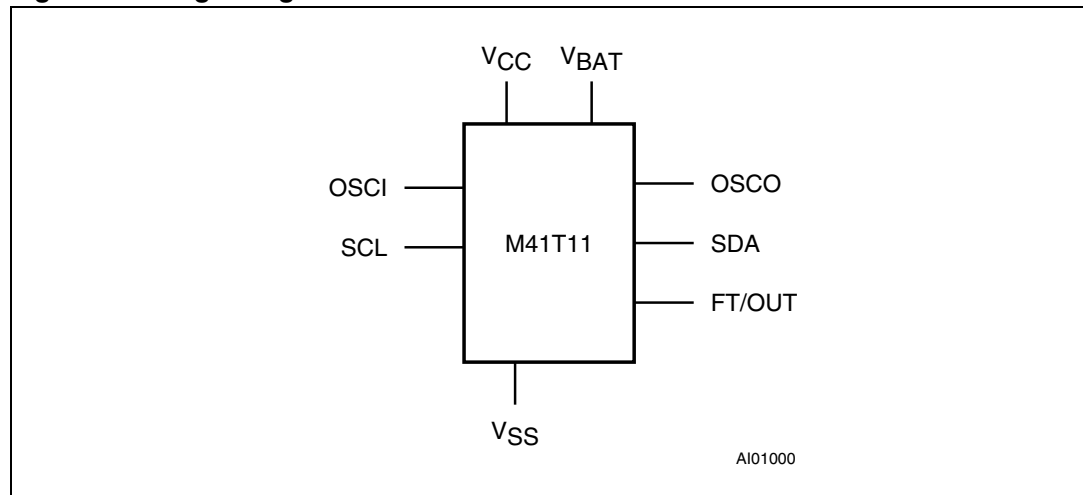 VCC VBAT
OSCI OSCO
SCL M41T11 SDA
FT/OUT
VSS
AI01000